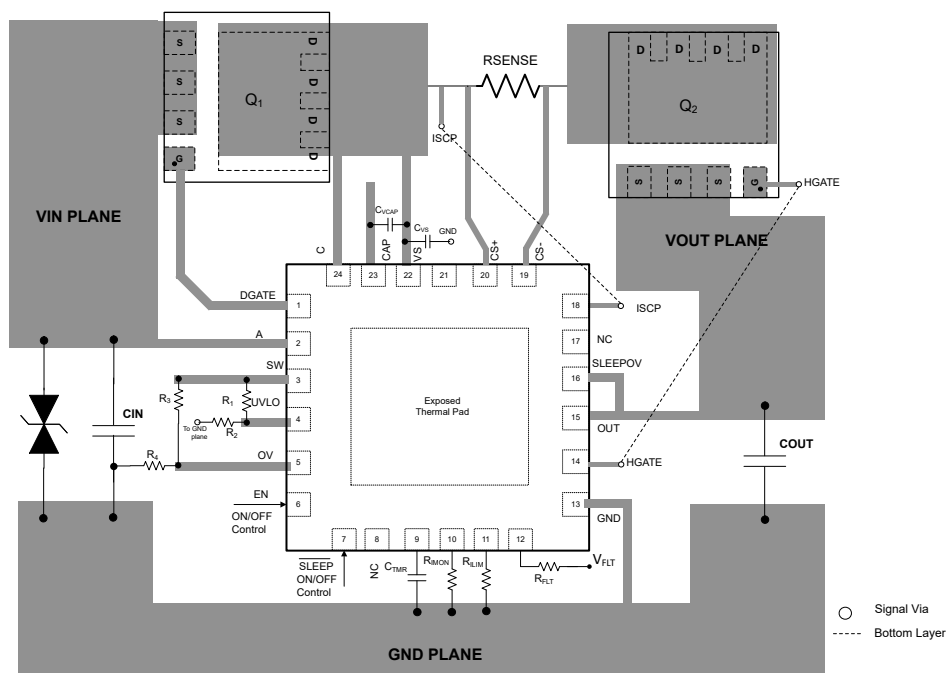 S
S
S
G
Q1
D
D
D
D
RSENSE
ISCP
D D D D
Q2
S S S G
HGATE
VIN PLANE
VOUT PLANE
C
CVCAP
CAP
VS
CVS
GND
CS+
CS-
24
23
22
21
20
19
DGATE
1
18
ISCP
A
2
17
NC
SW
3
SLEEPOV
16
R3
R1
UVLO
4
Exposed
Thermal Pad
15
OUT
To GND
plane
R2
CIN
R4
OV
5
14
HGATE
COUT
EN
6
13
GND
ON/OFF
Control
7
8
9
10
11
12
SLEEP
ON/OFF
Control
NC
CTMR
RIMON
RILIM
RFLT
VFLT
GND PLANE
Signal Via
Bottom Layer